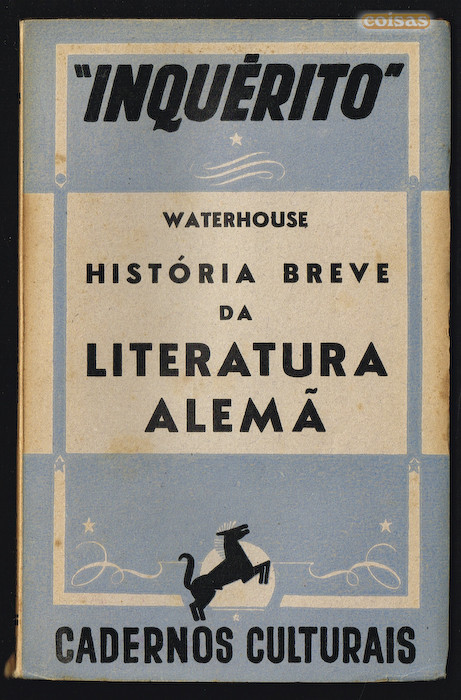 coisas
"INQUÉRITO"
WATERHOUSE
HISTÓRIA BREVE
DA
LITERATURA
ALEMÃ
CADERNOS CULTURAIS